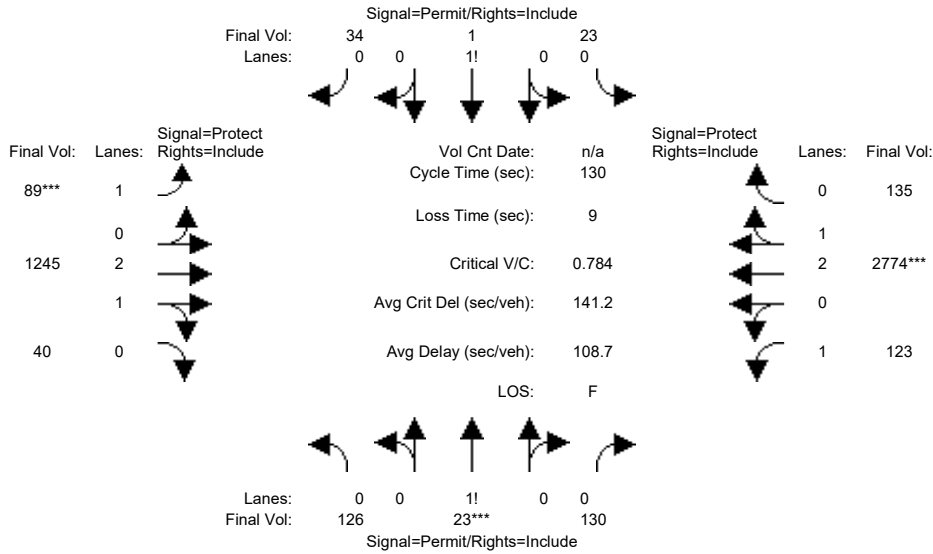 Signal=Permit/Rights=Include
Final Vol: 34 1 23
Lanes: 0 0 1! 0 0
Signal=Protect
Final Vol: Lanes: Rights=Include
Vol Cnt Date: n/a
Signal=Protect
Rights=Include Lanes: Final Vol:
Cycle Time (sec): 130
89*** 1
0 135
Loss Time (sec): 9
0
1
1245 2
Critical V/C: 0.784
2 2774***
1
Avg Crit Del (sec/veh): 141.2
0
40 0
Avg Delay (sec/veh): 108.7
1 123
LOS: F
Lanes: 0 0 1! 0 0
Final Vol: 126 23*** 130
Signal=Permit/Rights=Include